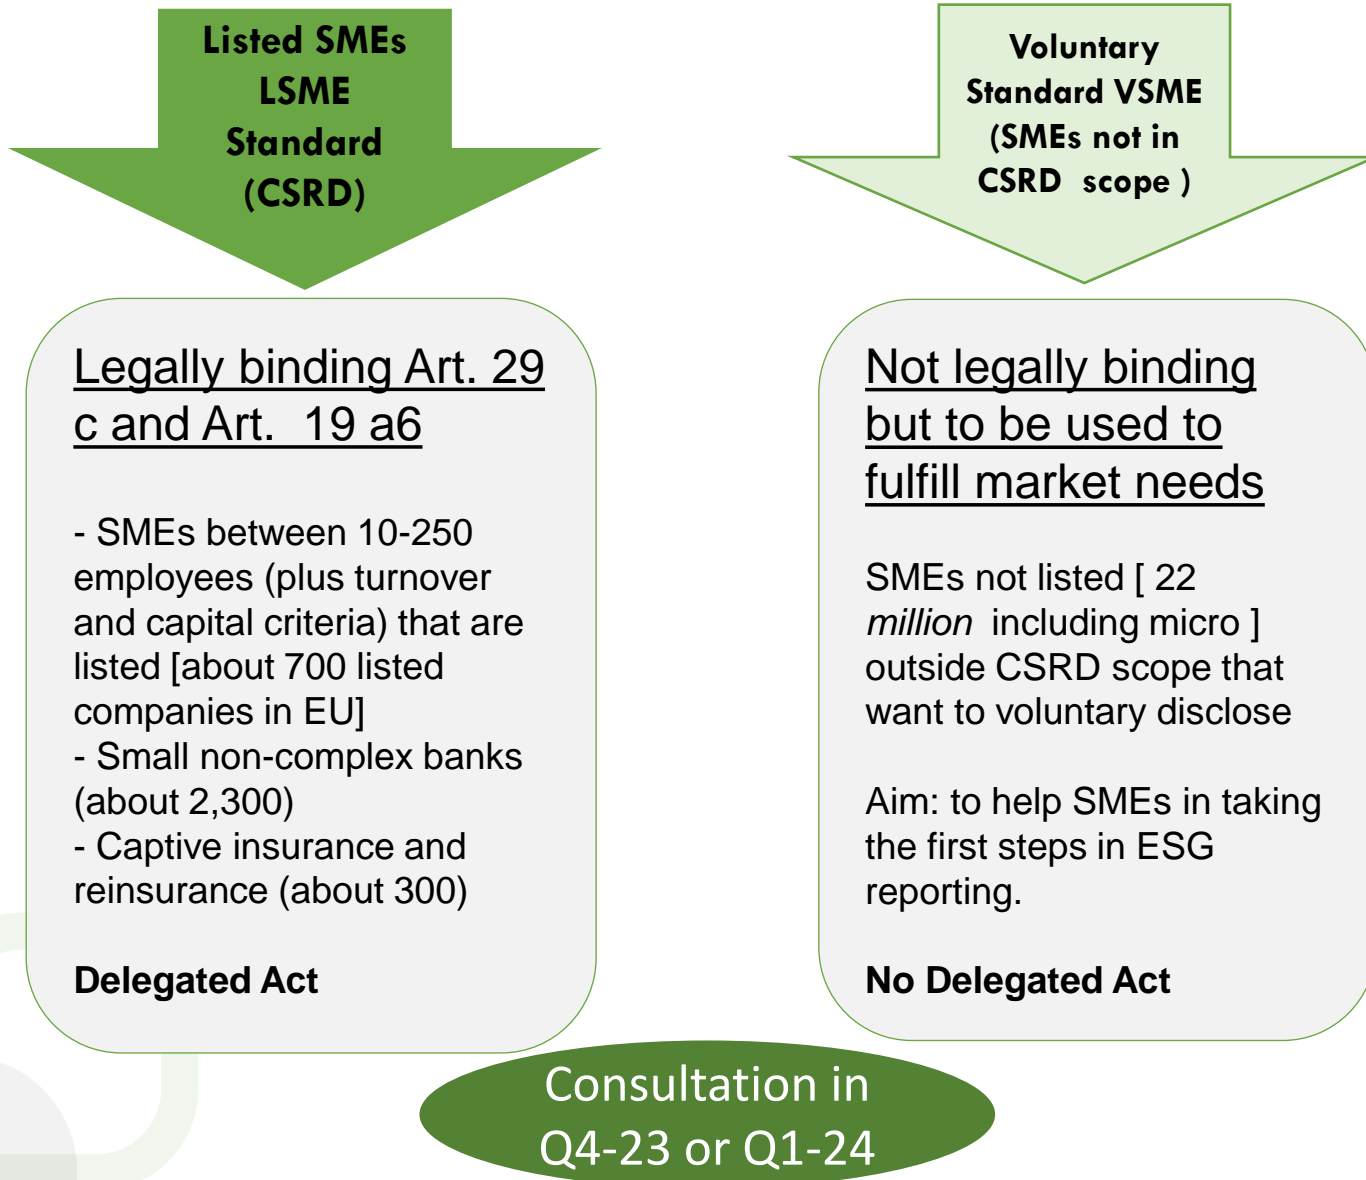 Listed SMEs
LSME
Standard
(CSRD)
Legally binding Art. 29
c and Art.  19 a6
- SMEs between 10-250
employees (plus turnover
and capital criteria) that are
listed [about 700 listed
companies in EU]
- Small non-complex banks
(about 2,300)
- Captive insurance and
reinsurance (about 300)
Delegated Act
Voluntary
Standard VSME
(SMEs not in
CSRD  scope )
Not legally binding
but to be used to
fulfill market needs
SMEs not listed [ 22
million  including micro ]
outside CSRD scope that
want to voluntary disclose
Aim: to help SMEs in taking
the first steps in ESG
reporting.
No Delegated Act
Consultation in
Q4-23 or Q1-24